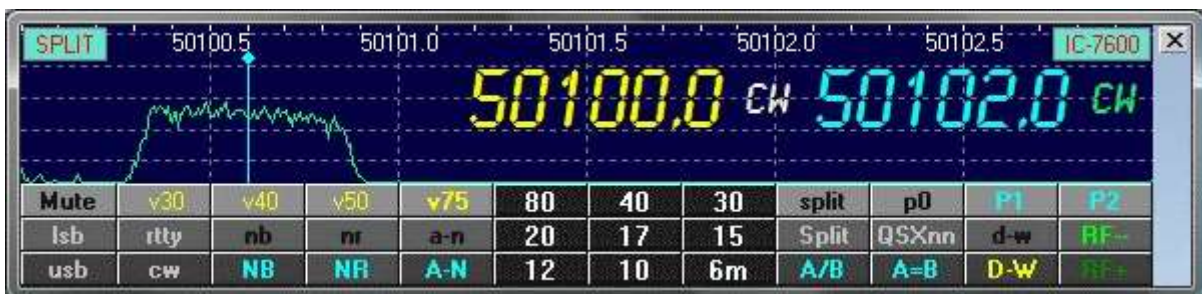 SPLIT 50100.5 50101.0 50101.5 50102.0 50102.5 IC-7600 X
50100,0 CW 50102,0 CW
Mute v30 v40 v50 v75 80 40 30 split p0 P1 P2
lsb rtty nb nr a-n 20 17 15 Split QSXnn d-w RF--
usb cw NB NR A-N 12 10 6m A/B A=B D-W RF+